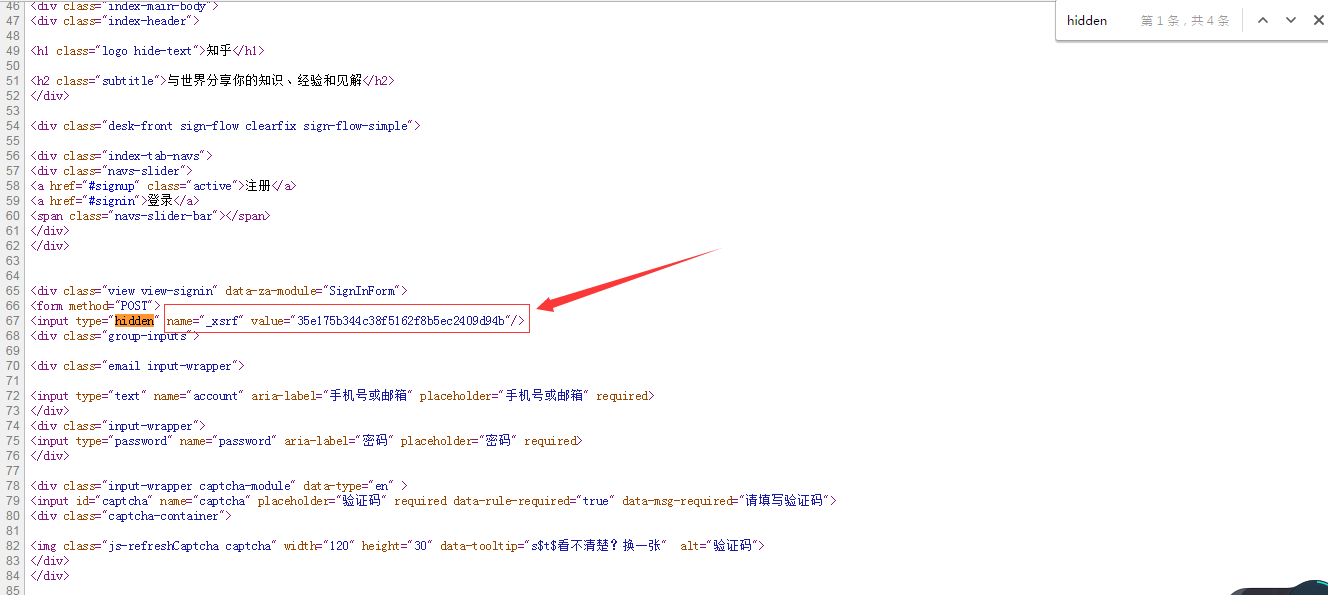 hidden 第 1 条，共 4 条
46 <div class="index-main-body">
47 <div class="index-header">
48
49 <h1 class="logo hide-text">知乎</h1>
50
51 <h2 class="subtitle">与世界分享你的知识、经验和见解</h2>
52 </div>
53
54 <div class="desk-front sign-flow clearfix sign-flow-simple">
55
56 <div class="index-tab-navs">
57 <div class="navs-slider">
58 <a href="#signup" class="active">注册</a>
59 <a href="#signin">登录</a>
60 <span class="navs-slider-bar"></span>
61 </div>
62 </div>
63
64
65 <div class="view view-signin" data-za-module="SignInForm">
66 <form method="POST">
67 <input type="hidden" name="_xsrf" value="35e175b344c38f5162f8b5ec2409d94b"/>
68 <div class="group-inputs">
69
70 <div class="email input-wrapper">
71
72 <input type="text" name="account" aria-label="手机号或邮箱" placeholder="手机号或邮箱" required>
73 </div>
74 <div class="input-wrapper">
75 <input type="password" name="password" aria-label="密码" placeholder="密码" required>
76 </div>
77
78 <div class="input-wrapper captcha-module" data-type="en" >
79 <input id="captcha" name="captcha" placeholder="验证码" required data-rule-required="true" data-msg-required="请填写验证码">
80 <div class="captcha-container">
81
82 <img class="js-refreshCaptcha captcha" width="120" height="30" data-tooltip="s$t$看不清楚？换一张" alt="验证码">
83 </div>
84 </div>
85